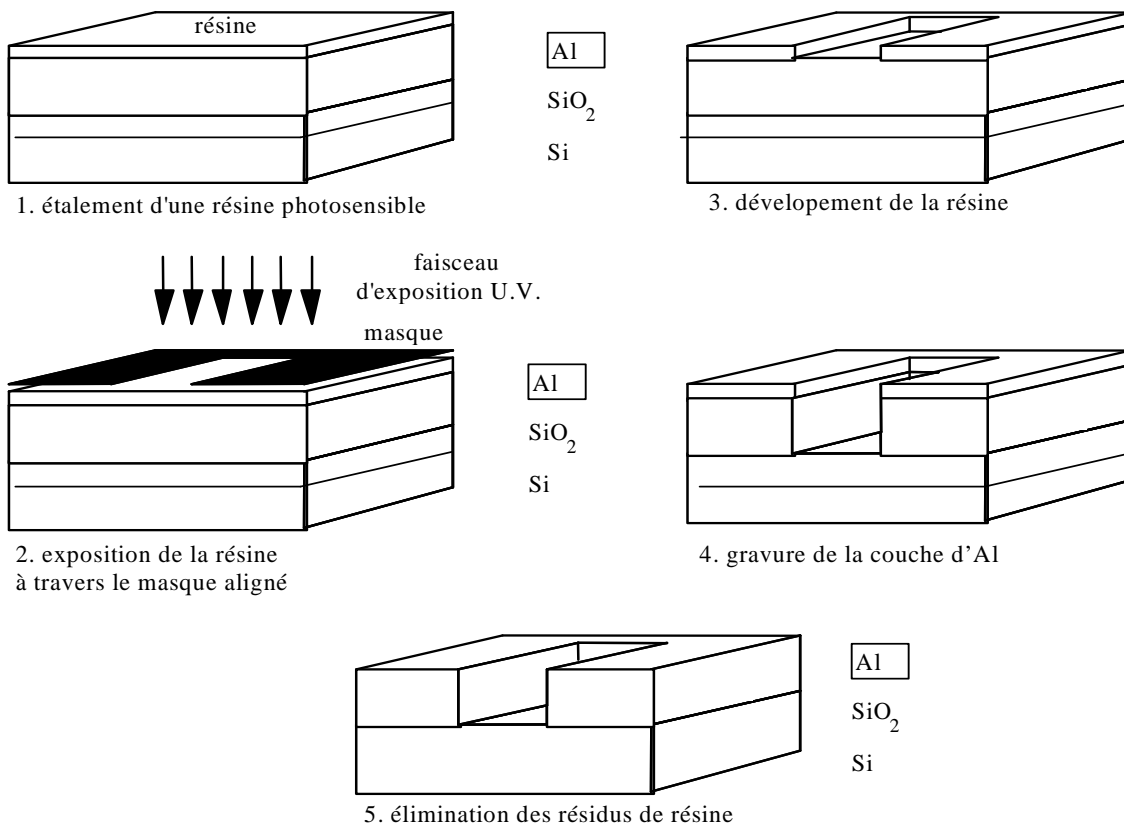 résine
Al
SiO2
Si
1. étalement d'une résine photosensible
3. dévelopement de la résine
faisceau
d'exposition U.V.
masque
Al
SiO2
Si
2. exposition de la résine
à travers le masque aligné
4. gravure de la couche d’Al
Al
SiO2
Si
5. élimination des résidus de résine